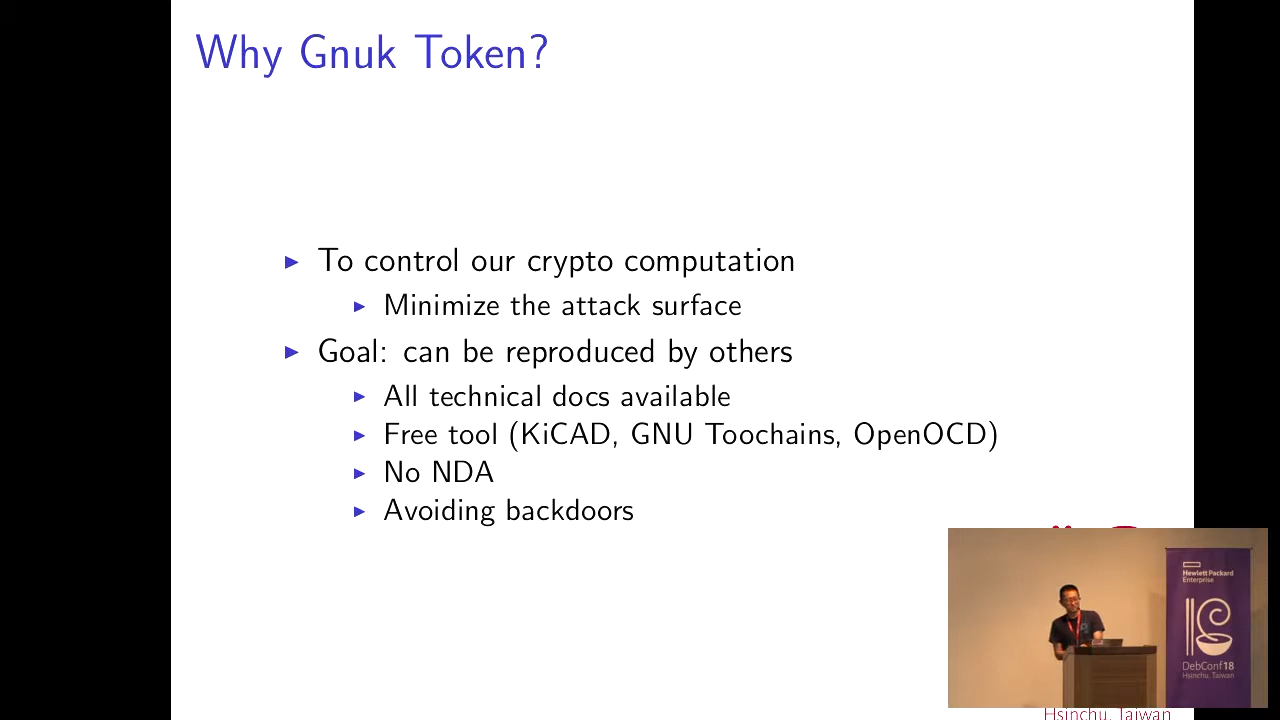 Why Gnuk Token?
To control our crypto computation
Minimize the attack surface
Goal: can be reproduced by others
All technical docs available
Free tool (KiCAD, GNU Toochains, OpenOCD)
No NDA
Avoiding backdoors
Hewlett Packard
Enterprise
DebConf18
Hsinchu, Taiwan
Hsinchu, Taiwan